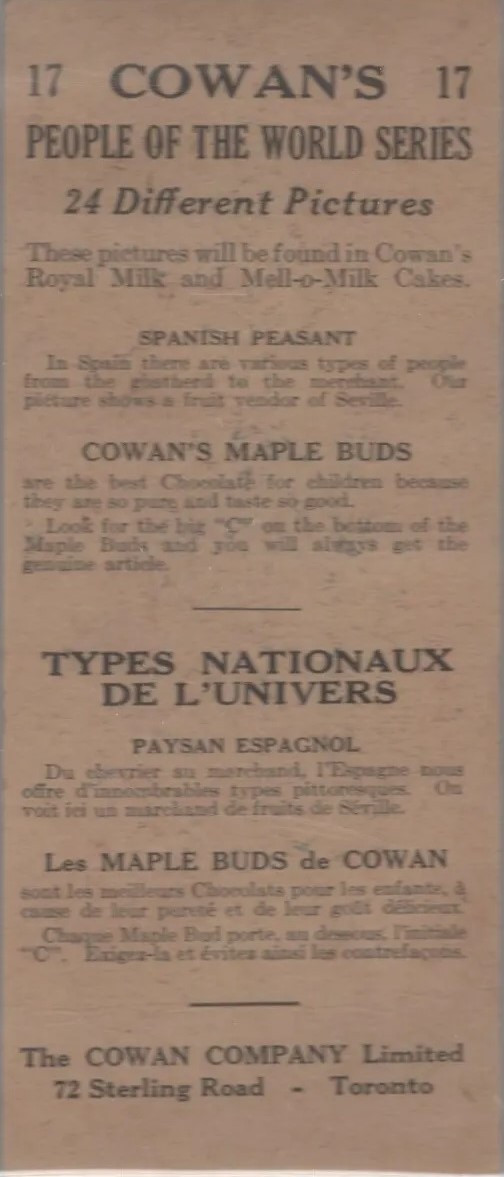 17 COWAN'S 17
PEOPLE OF THE WORLD SERIES
24 Different Pictures
These pictures will be found in Cowan's
Royal Milk and Mell-o-Milk Cakes.
SPANISH PEASANT
In Spain there are various types of people
from the goatherd to the merchant. Our
picture shows a fruit vendor of Seville.
COWAN'S MAPLE BUDS
are the best Chocolate for children because
they are so pure and taste so good.
Look for the big "C" on the bottom of the
Maple Buds and you will always get the
genuine article.
TYPES NATIONAUX
DE L'UNIVERS
PAYSAN ESPAGNOL
Du chevrier au marchand, l'Espagne nous
offre d'innombrables types pittoresques. On
voit ici un marchand de fruits de Séville.
Les MAPLE BUDS de COWAN
sont les meilleurs Chocolats pour les enfants, à
cause de leur pureté et de leur goût délicieux.
Chaque Maple Bud porte, au dessous, l'initiale
"C". Exigez-la et évitez ainsi les contrefaçons.
The COWAN COMPANY Limited
72 Sterling Road - Toronto